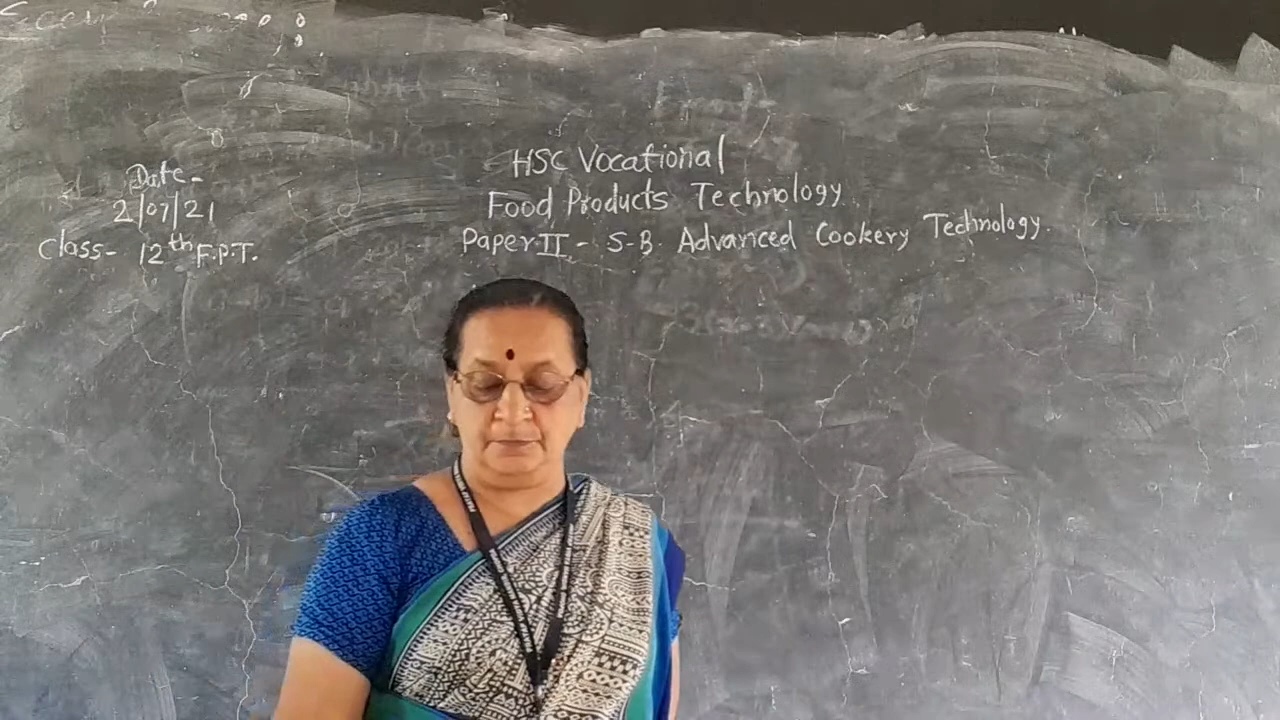 Date-
2/07/21
Class- 12th F.P.T.
HSC Vocational
Food Products Technology
Paper.II - S-B. Advanced Cookery Technology.